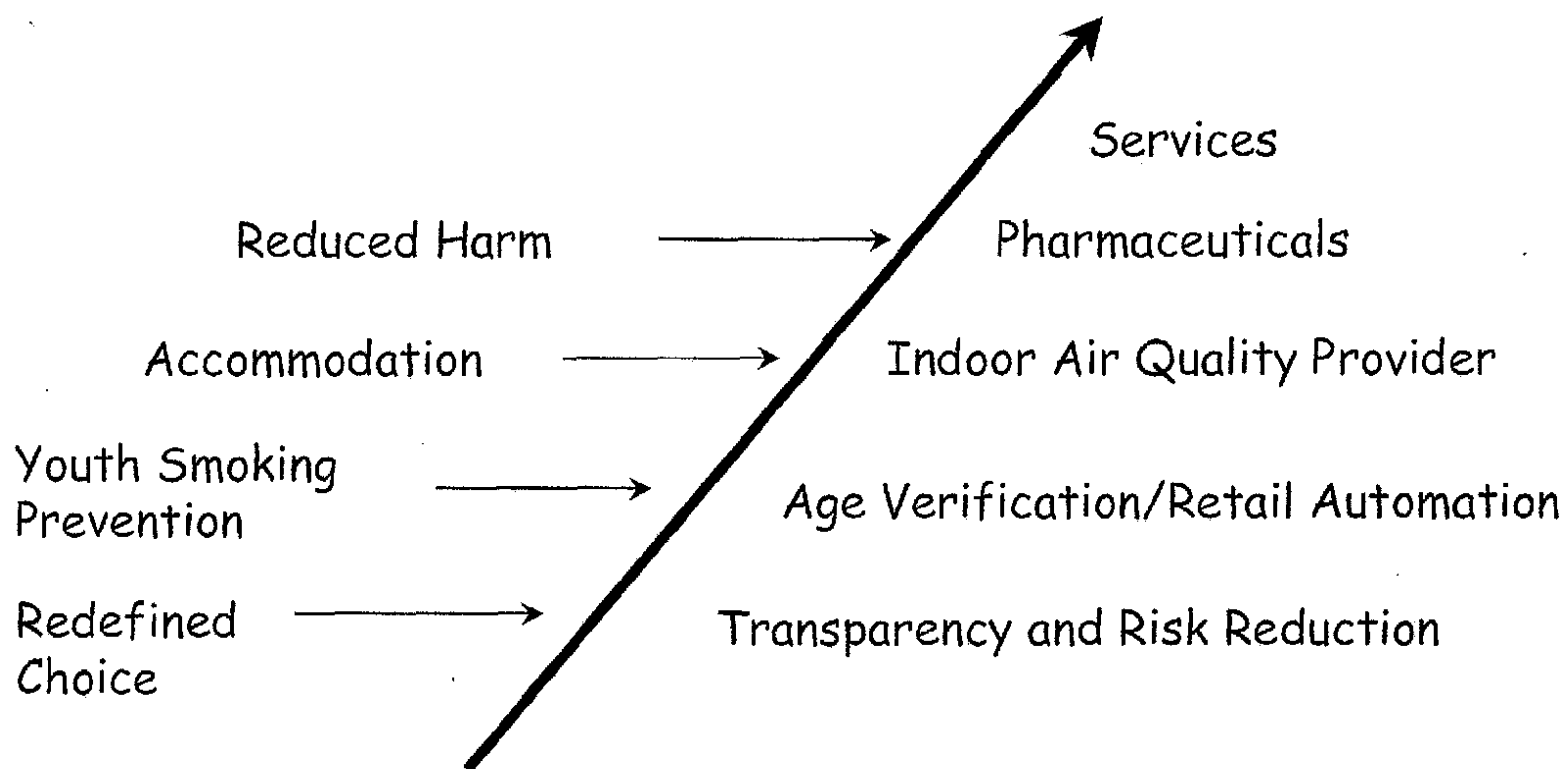 Services
Reduced Harm
Pharmaceuticals
Accommodation
Indoor Air Quality Provider
Youth Smoking
Prevention
Age Verification/Retail Automation
Redefined
Choice
Transparency and Risk Reduction